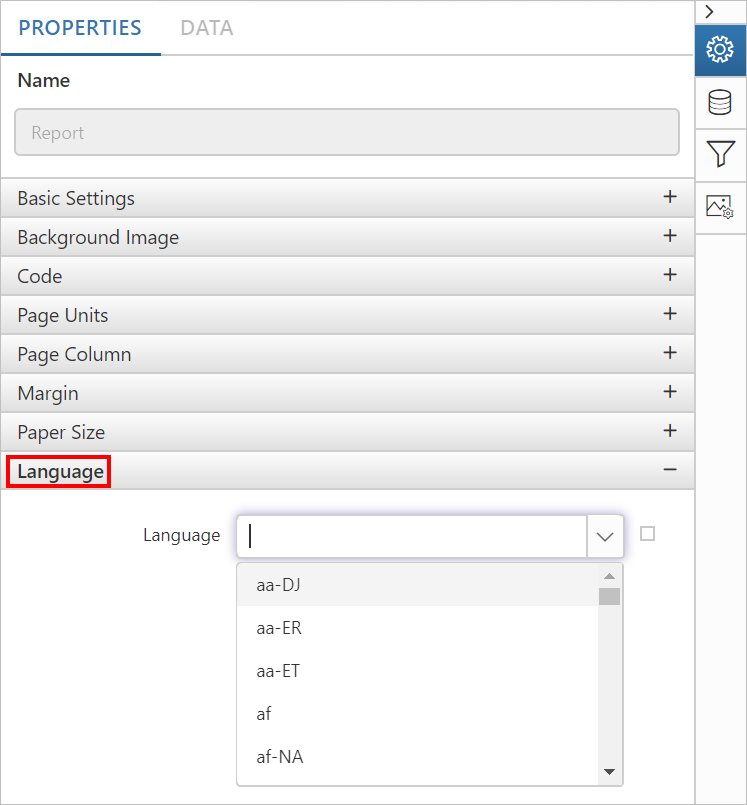 PROPERTIES DATA
Name
Report
Basic Settings +
Background Image +
Code +
Page Units +
Page Column +
Margin +
Paper Size +
Language −
Language
aa-DJ
aa-ER
aa-ET
af
af-NA